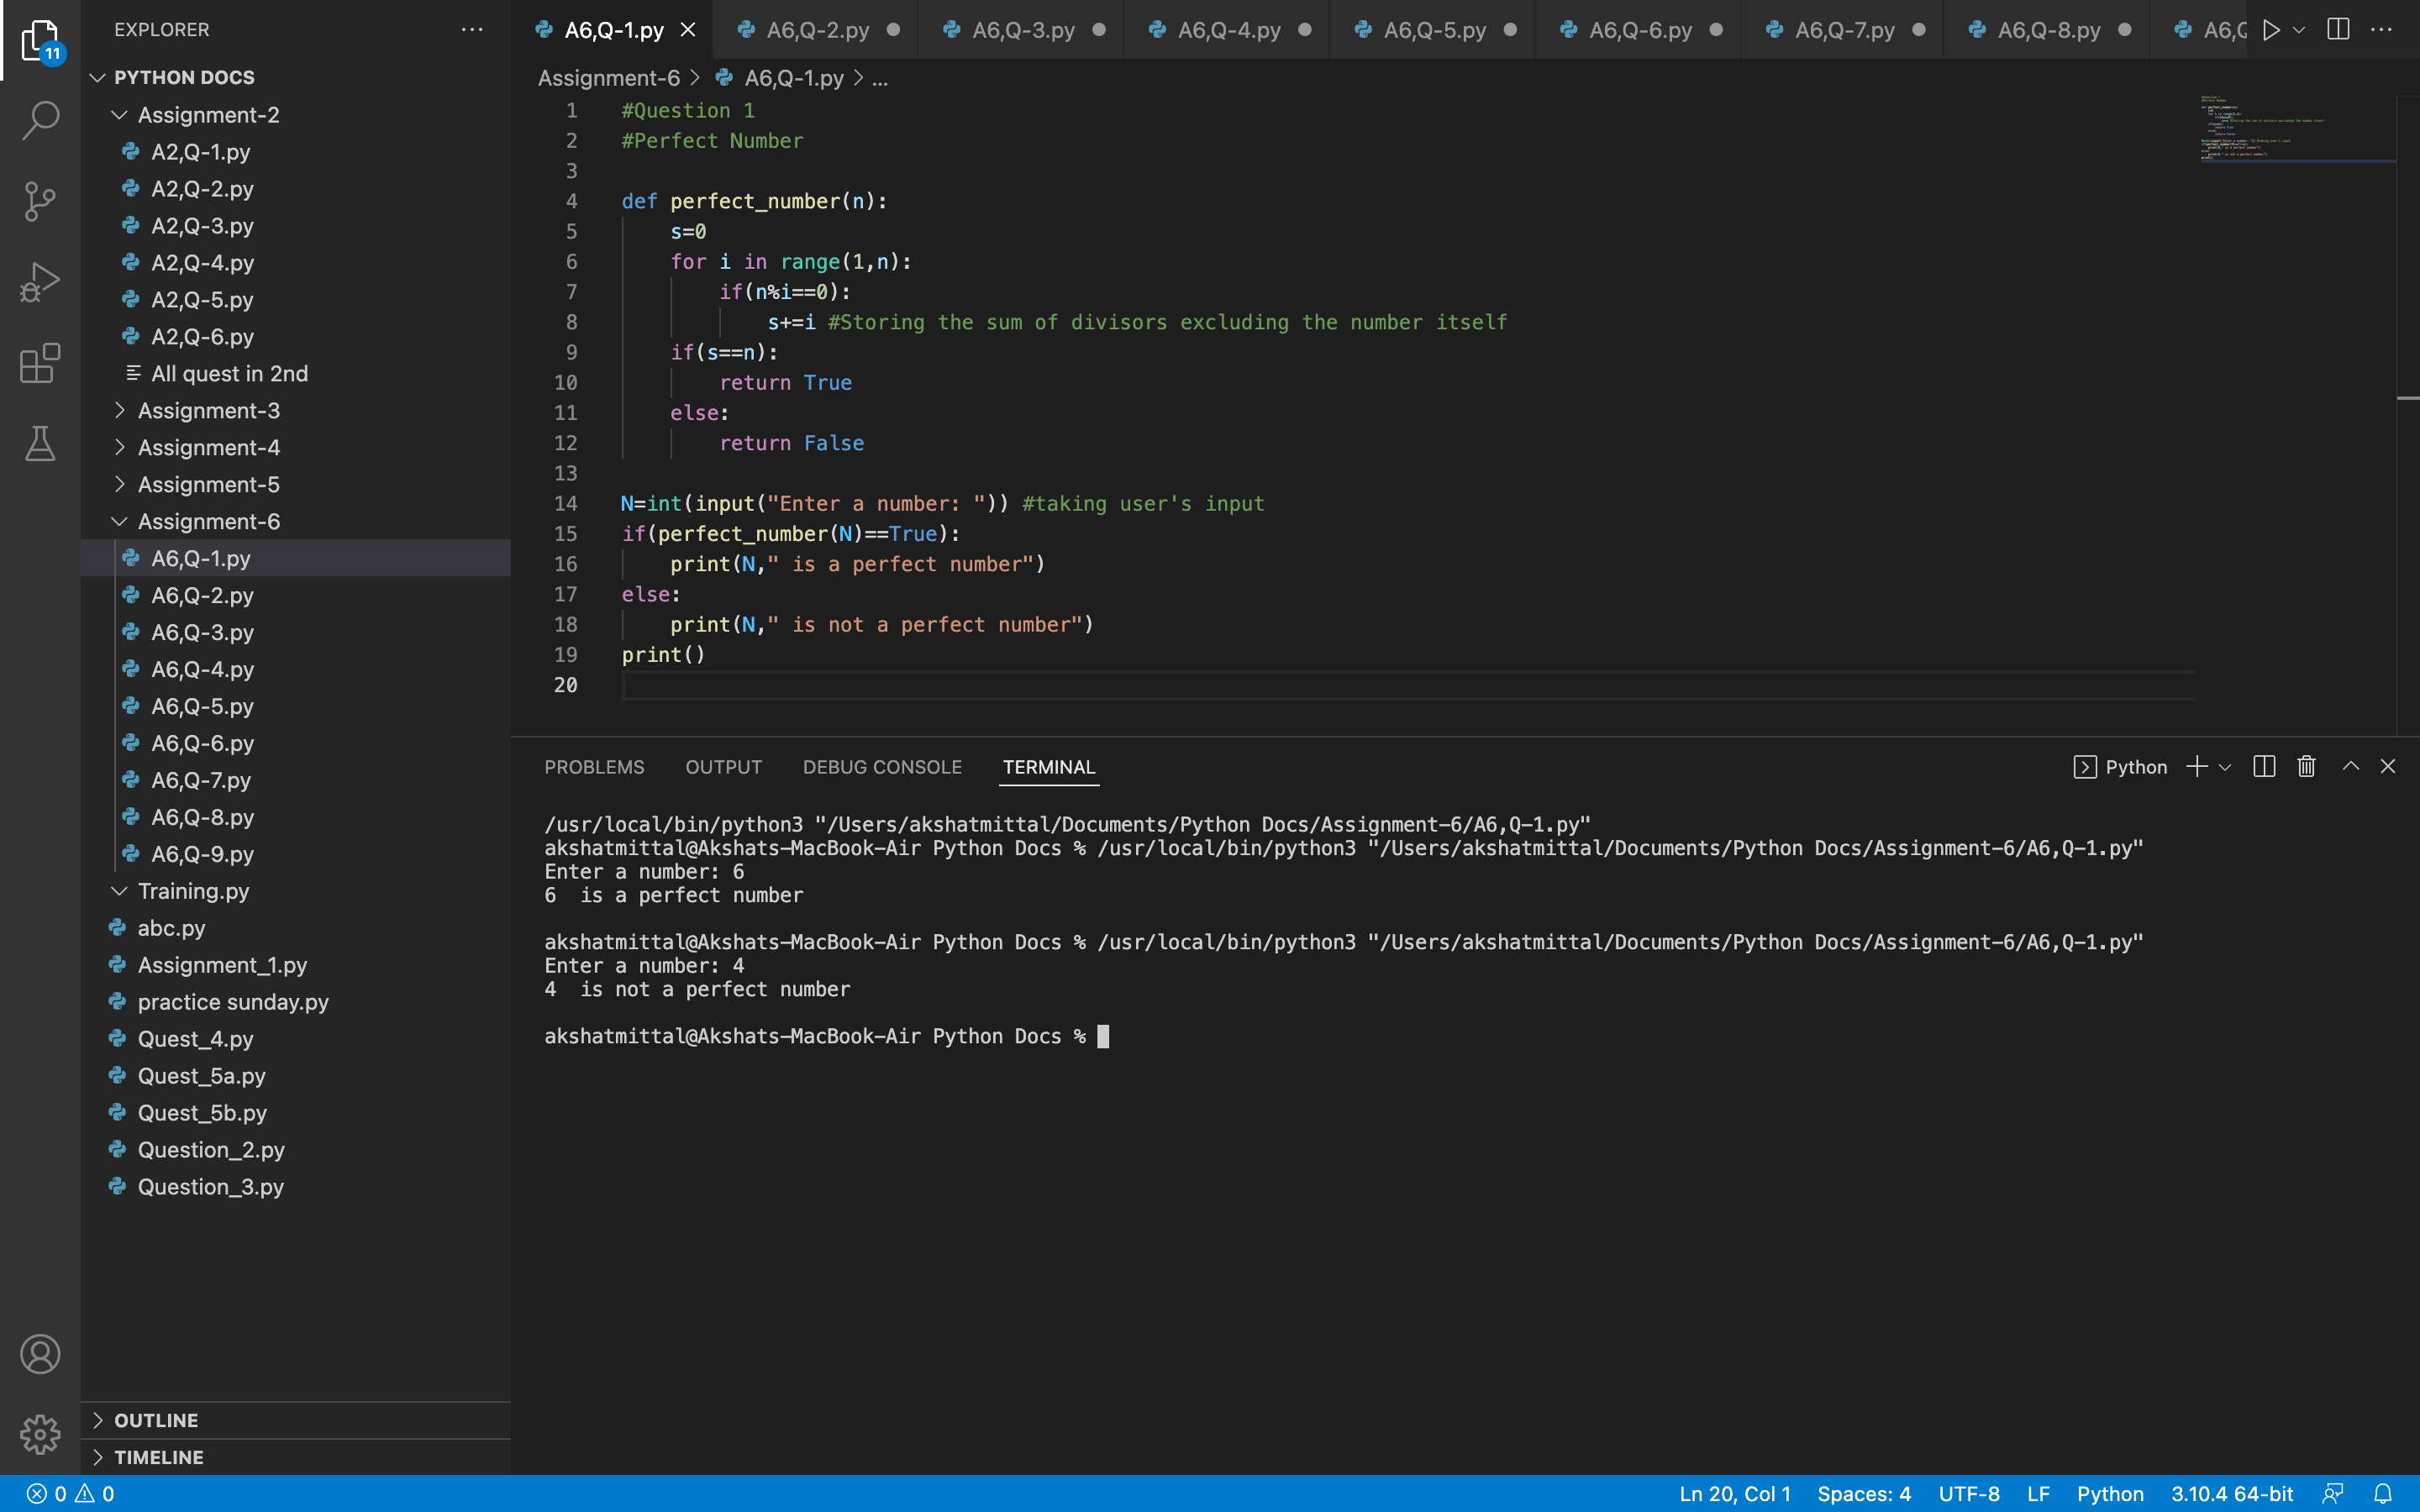 11
EXPLORER
PYTHON DOCS
Assignment-2
A2,Q-1.py
A2,Q-2.py
A2,Q-3.py
A2,Q-4.py
A2,Q-5.py
A2,Q-6.py
All quest in 2nd
Assignment-3
Assignment-4
Assignment-5
Assignment-6
A6,Q-1.py
A6,Q-2.py
A6,Q-3.py
A6,Q-4.py
A6,Q-5.py
A6,Q-6.py
A6,Q-7.py
A6,Q-8.py
A6,Q-9.py
Training.py
abc.py
Assignment_1.py
practice sunday.py
Quest_4.py
Quest_5a.py
Quest_5b.py
Question_2.py
Question_3.py
OUTLINE
TIMELINE
A6,Q-1.py A6,Q-2.py A6,Q-3.py A6,Q-4.py A6,Q-5.py A6,Q-6.py A6,Q-7.py A6,Q-8.py A6,Q
Assignment-6 > A6,Q-1.py > ...
1 #Question 1
2 #Perfect Number
3
4 def perfect_number(n):
5 s=0
6 for i in range(1,n):
7 if(n%i==0):
8 s+=i #Storing the sum of divisors excluding the number itself
9 if(s==n):
10 return True
11 else:
12 return False
13
14 N=int(input("Enter a number: ")) #taking user's input
15 if(perfect_number(N)==True):
16 print(N," is a perfect number")
17 else:
18 print(N," is not a perfect number")
19 print()
20
PROBLEMS OUTPUT DEBUG CONSOLE TERMINAL Python
/usr/local/bin/python3 "/Users/akshatmittal/Documents/Python Docs/Assignment-6/A6,Q-1.py"
akshatmittal@Akshats-MacBook-Air Python Docs % /usr/local/bin/python3 "/Users/akshatmittal/Documents/Python Docs/Assignment-6/A6,Q-1.py"
Enter a number: 6
6  is a perfect number
akshatmittal@Akshats-MacBook-Air Python Docs % /usr/local/bin/python3 "/Users/akshatmittal/Documents/Python Docs/Assignment-6/A6,Q-1.py"
Enter a number: 4
4  is not a perfect number
akshatmittal@Akshats-MacBook-Air Python Docs %
0 0 Ln 20, Col 1 Spaces: 4 UTF-8 LF Python 3.10.4 64-bit